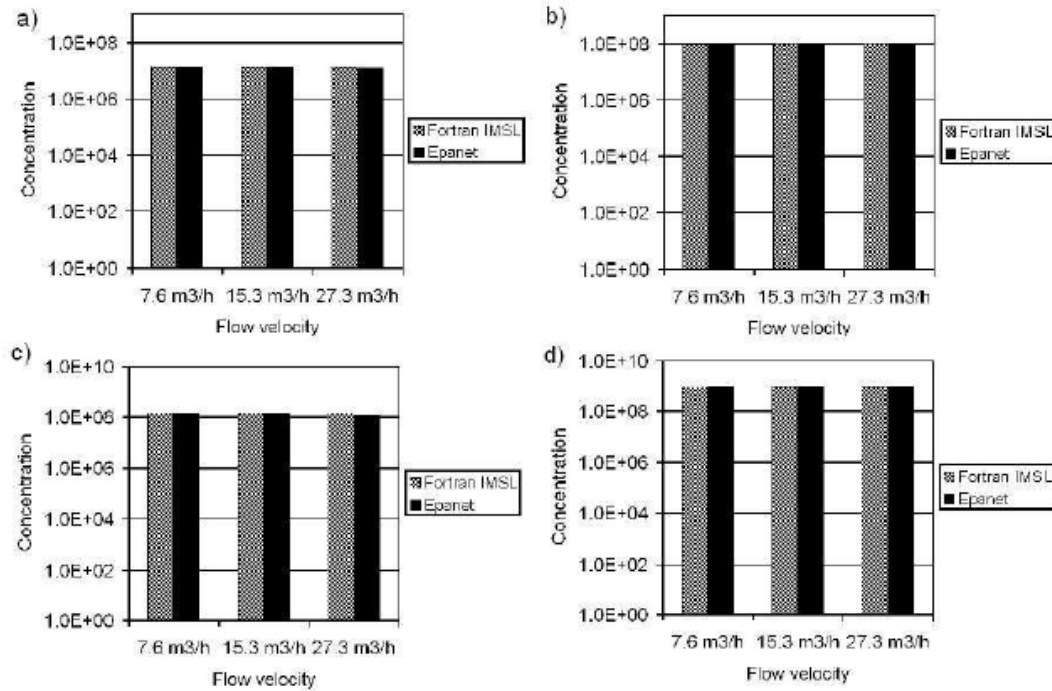 a)
1.0E+08
1.0E+06
1.0E+04
1.0E+02
1.0E+00
Concentration
7.6 m3/h 15.3 m3/h 27.3 m3/h
Flow velocity
Fortran IMSL
Epanet
b)
1.0E+08
1.0E+06
1.0E+04
1.0E+02
1.0E+00
Concentration
7.6 m3/h 15.3 m3/h 27.3 m3/h
Flow velocity
Fortran IMSL
Epanet
c)
1.0E+10
1.0E+08
1.0E+06
1.0E+04
1.0E+02
1.0E+00
Concentration
7.6 m3/h 15.3 m3/h 27.3 m3/h
Flow velocity
Fortran IMSL
Epanet
d)
1.0E+10
1.0E+08
1.0E+06
1.0E+04
1.0E+02
1.0E+00
Concentration
7.6 m3/h 15.3 m3/h 27.3 m3/h
Flow velocity
Fortran IMSL
Epanet